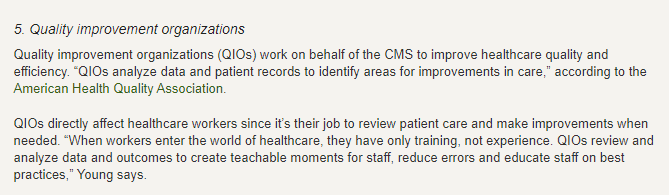 5. Quality improvement organizations
Quality improvement organizations (QIOs) work on behalf of the CMS to improve healthcare quality and
efficiency. “QIOs analyze data and patient records to identify areas for improvements in care,” according to the
American Health Quality Association.
QIOs directly affect healthcare workers since it’s their job to review patient care and make improvements when
needed. “When workers enter the world of healthcare, they have only training, not experience. QIOs review and
analyze data and outcomes to create teachable moments for staff, reduce errors and educate staff on best
practices,” Young says.